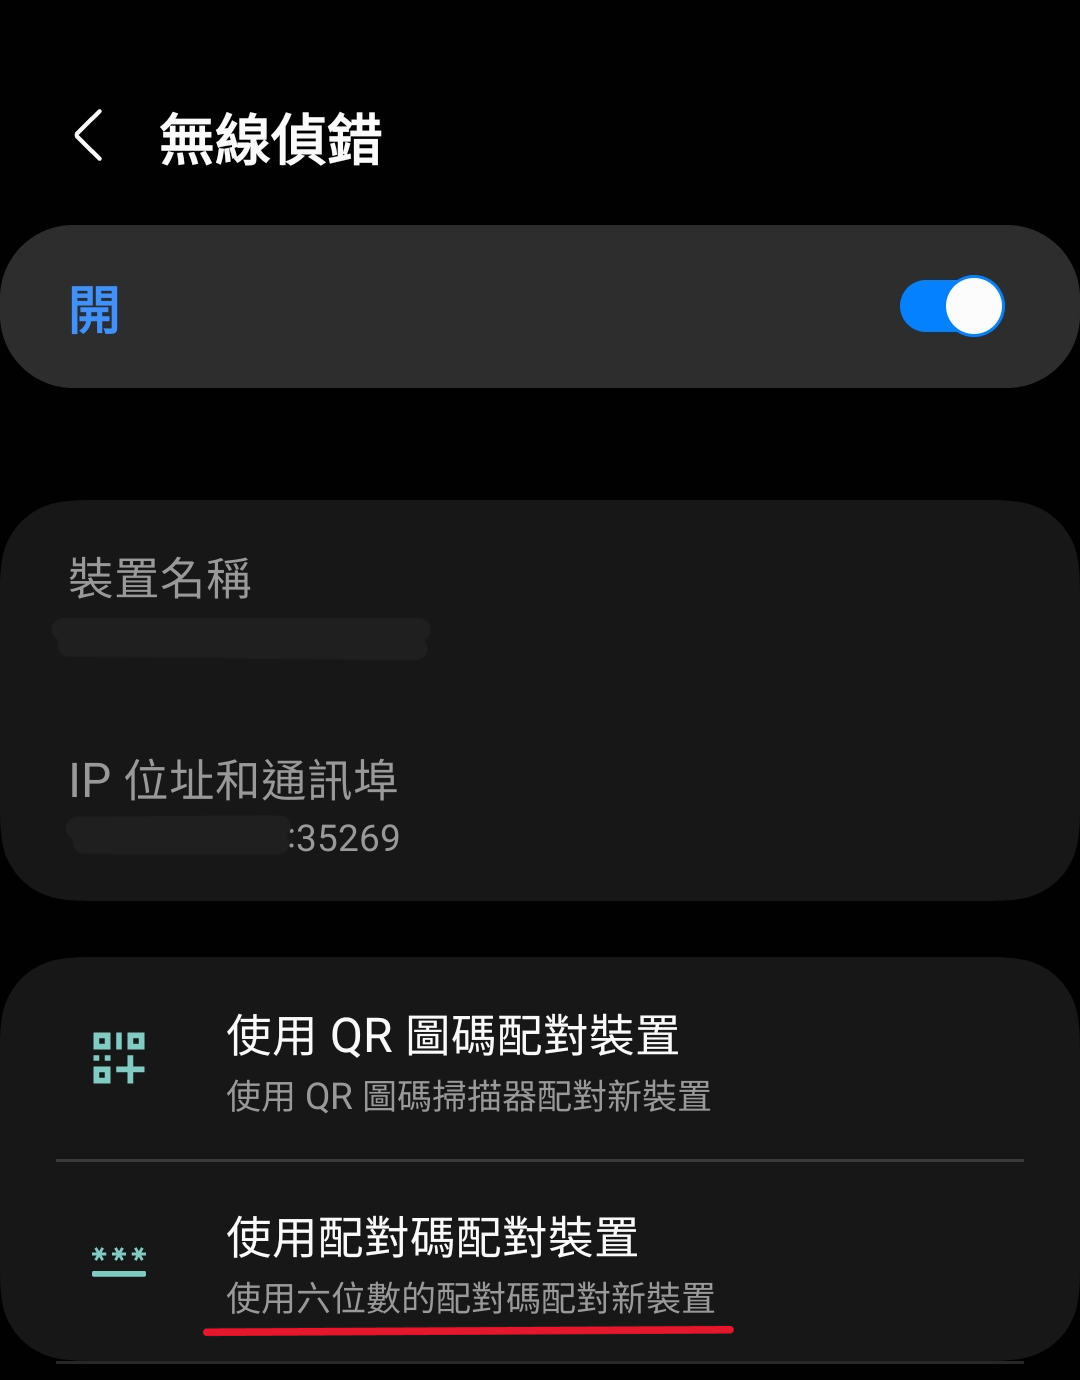 無線偵錯
開
裝置名稱
IP 位址和通訊埠
:35269
使用 QR 圖碼配對裝置
使用 QR 圖碼掃描器配對新裝置
***
使用配對碼配對裝置
使用六位數的配對碼配對新裝置